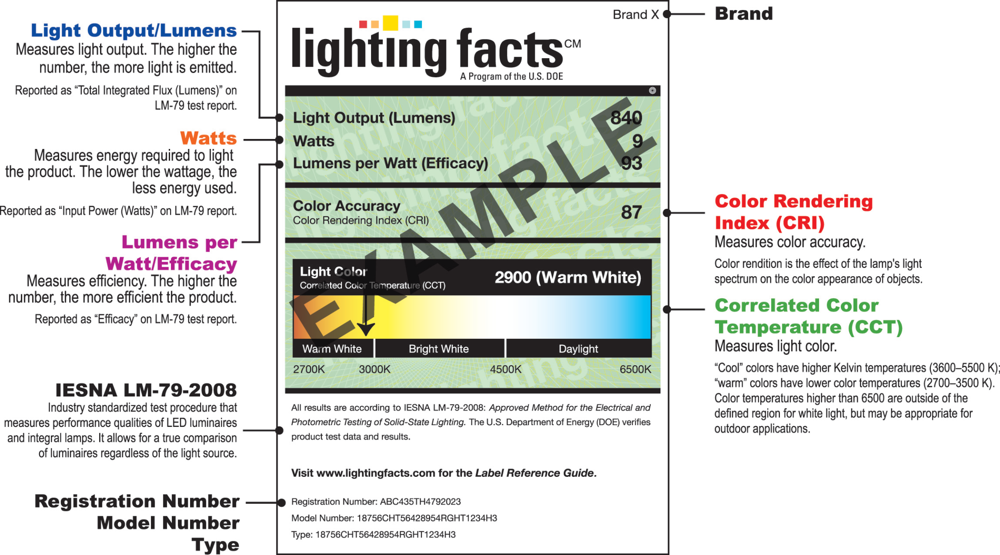 Brand X
Brand
lighting facts CM
A Program of the U.S. DOE
Light Output/Lumens
Measures light output. The higher the
number, the more light is emitted.
Reported as “Total Integrated Flux (Lumens)” on
LM-79 test report.
Watts
Measures energy required to light
the product. The lower the wattage, the
less energy used.
Reported as “Input Power (Watts)” on LM-79 report.
Lumens per
Watt/Efficacy
Measures efficiency. The higher the
number, the more efficient the product.
Reported as “Efficacy” on LM-79 test report.
IESNA LM-79-2008
Industry standardized test procedure that
measures performance qualities of LED luminaires
and integral lamps. It allows for a true comparison
of luminaires regardless of the light source.
Registration Number
Model Number
Type
Light Output (Lumens) 840
Watts 9
Lumens per Watt (Efficacy) 93
Color Accuracy
Color Rendering Index (CRI) 87
Light Color
Correlated Color Temperature (CCT) 2900 (Warm White)
Warm White Bright White Daylight
2700K 3000K 4500K 6500K
EXAMPLE
All results are according to IESNA LM-79-2008: Approved Method for the Electrical and
Photometric Testing of Solid-State Lighting. The U.S. Department of Energy (DOE) verifies
product test data and results.
Visit www.lightingfacts.com for the Label Reference Guide.
Registration Number: ABC435TH4792023
Model Number: 18756CHT56428954RGHT1234H3
Type: 18756CHT56428954RGHT1234H3
Color Rendering
Index (CRI)
Measures color accuracy.
Color rendition is the effect of the lamp's light
spectrum on the color appearance of objects.
Correlated Color
Temperature (CCT)
Measures light color.
“Cool” colors have higher Kelvin temperatures (3600–5500 K);
“warm” colors have lower color temperatures (2700–3500 K).
Color temperatures higher than 6500 are outside of the
defined region for white light, but may be appropriate for
outdoor applications.